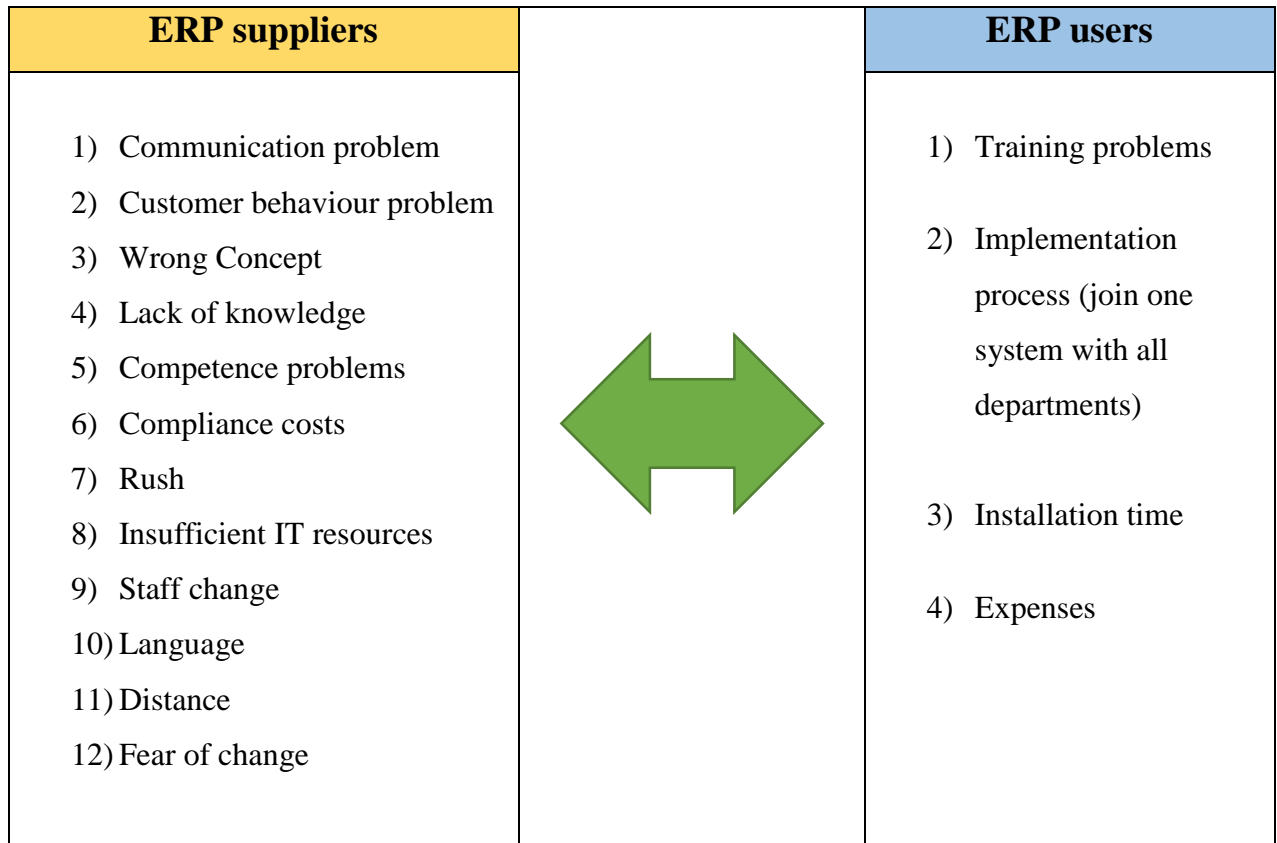 ERP suppliers
1) Communication problem
2) Customer behaviour problem
3) Wrong Concept
4) Lack of knowledge
5) Competence problems
6) Compliance costs
7) Rush
8) Insufficient IT resources
9) Staff change
10) Language
11) Distance
12) Fear of change
ERP users
1) Training problems
2) Implementation
process (join one
system with all
departments)
3) Installation time
4) Expenses